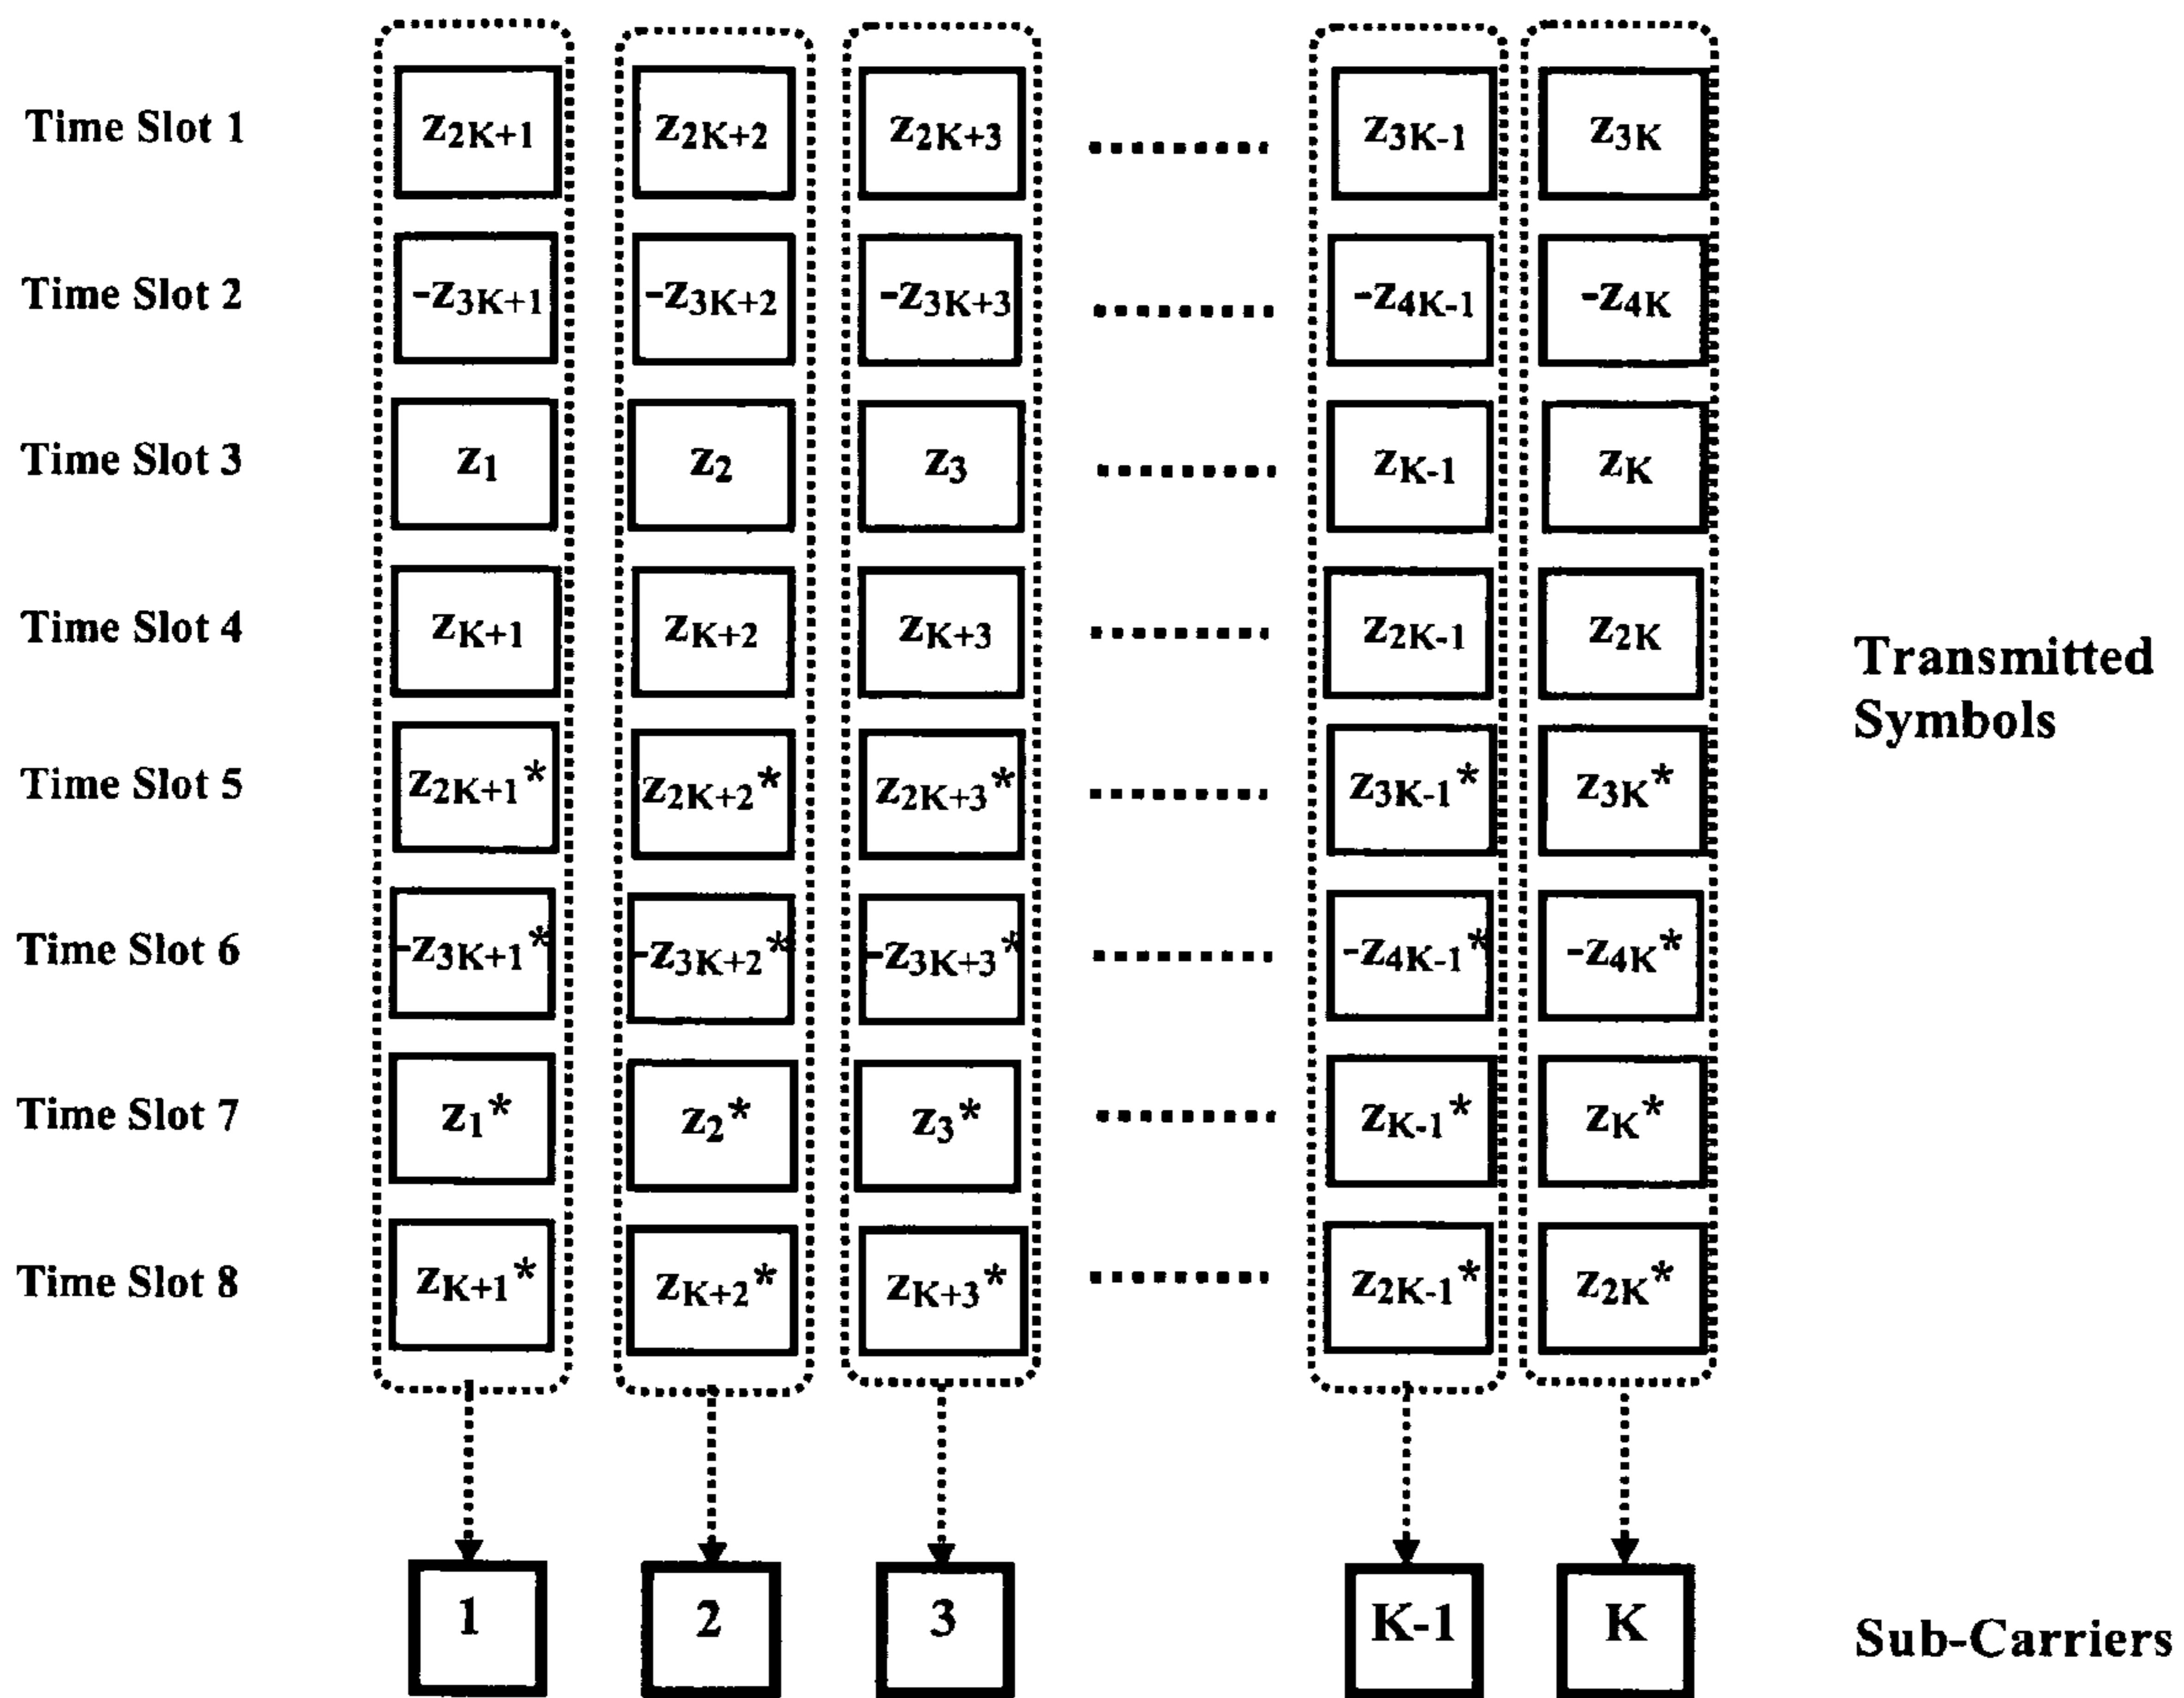 Time Slot 1 z2K+1 z2K+2 z2K+3 ......... z3K-1 z3K
Time Slot 2 -z3K+1 -z3K+2 -z3K+3 ......... -z4K-1 -z4K
Time Slot 3 z1 z2 z3 ......... zK-1 zK
Time Slot 4 zK+1 zK+2 zK+3 ......... z2K-1 z2K
Transmitted
Symbols
Time Slot 5 z2K+1* z2K+2* z2K+3* ......... z3K-1* z3K*
Time Slot 6 -z3K+1* -z3K+2* -z3K+3* ......... -z4K-1* -z4K*
Time Slot 7 z1* z2* z3* ......... zK-1* zK*
Time Slot 8 zK+1* zK+2* zK+3* ......... z2K-1* z2K*
1 2 3 K-1 K Sub-Carriers